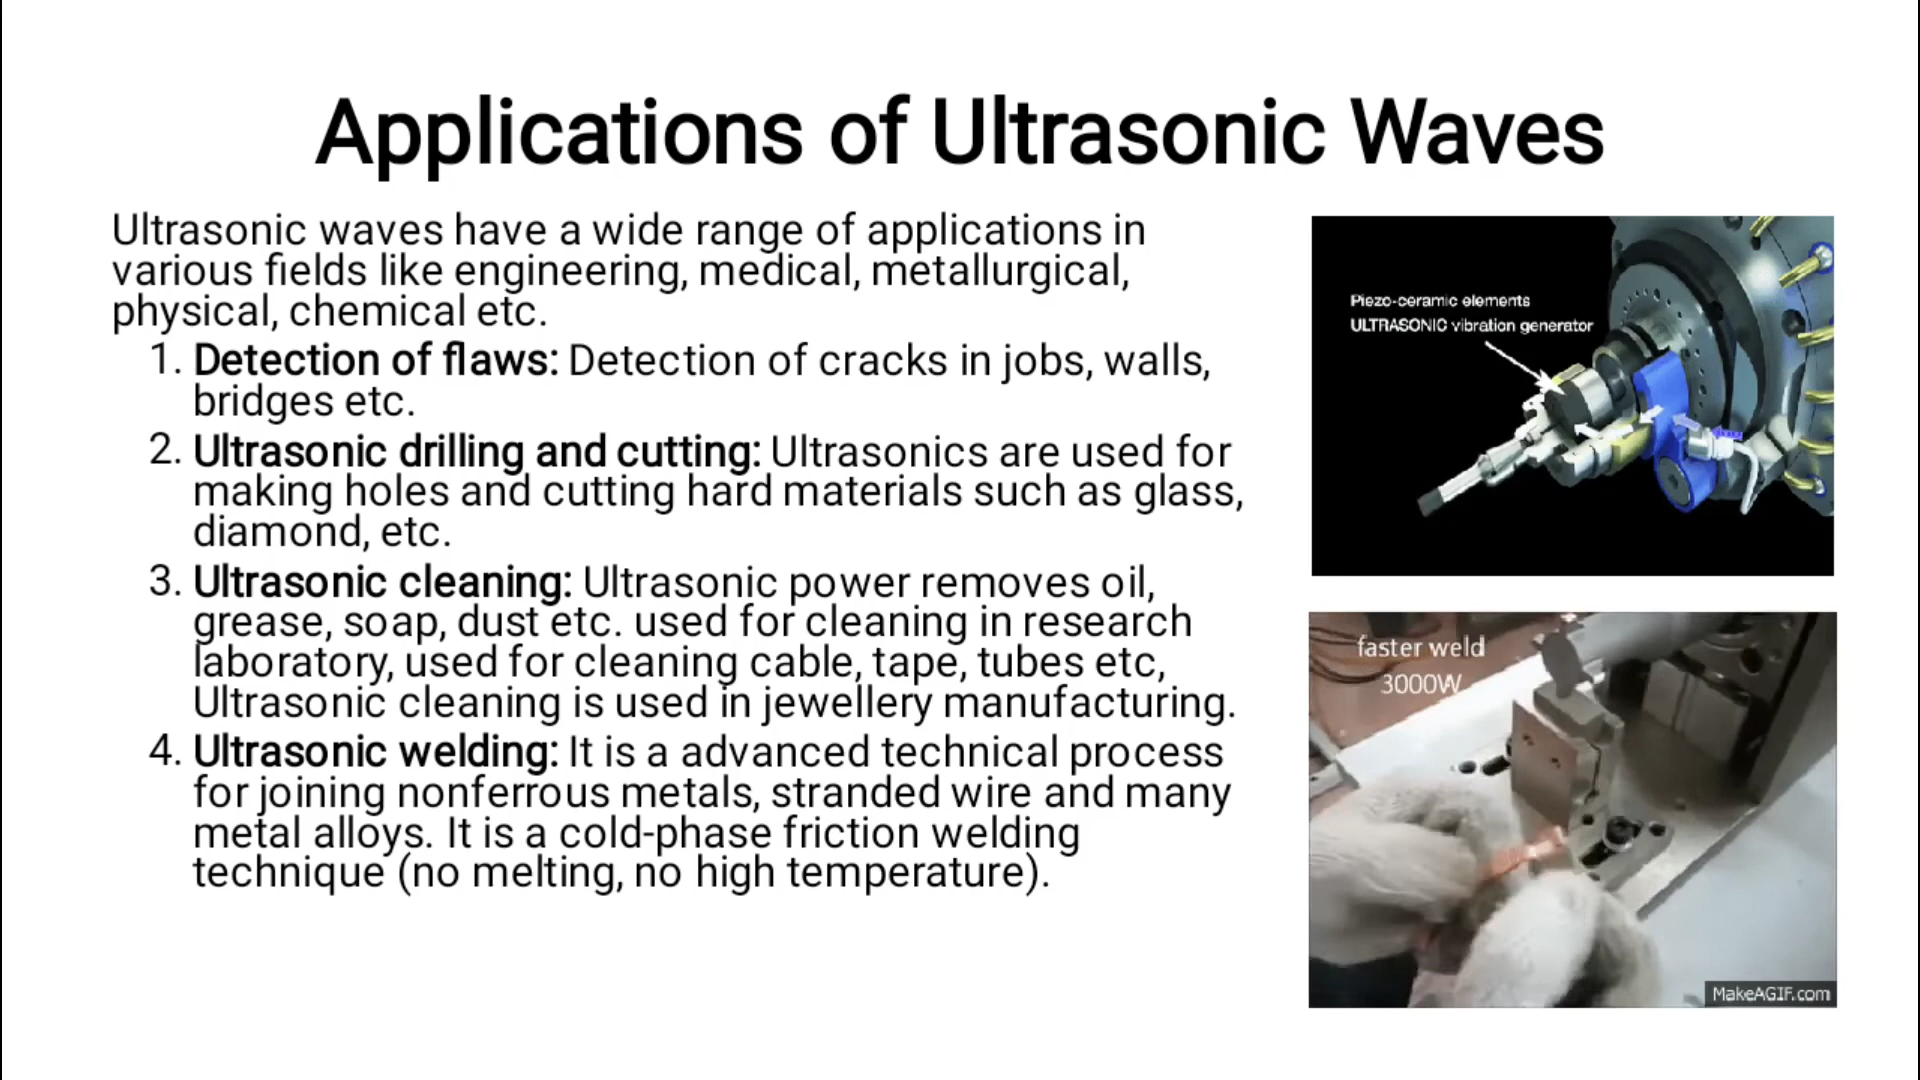 Applications of Ultrasonic Waves
Ultrasonic waves have a wide range of applications in
various fields like engineering, medical, metallurgical,
physical, chemical etc.
1. Detection of flaws: Detection of cracks in jobs, walls,
bridges etc.
2. Ultrasonic drilling and cutting: Ultrasonics are used for
making holes and cutting hard materials such as glass,
diamond, etc.
3. Ultrasonic cleaning: Ultrasonic power removes oil,
grease, soap, dust etc. used for cleaning in research
laboratory, used for cleaning cable, tape, tubes etc,
Ultrasonic cleaning is used in jewellery manufacturing.
4. Ultrasonic welding: It is a advanced technical process
for joining nonferrous metals, stranded wire and many
metal alloys. It is a cold-phase friction welding
technique (no melting, no high temperature).
Piezo-ceramic elements
ULTRASONIC vibration generator
faster weld
3000W
MakeAGIF.com